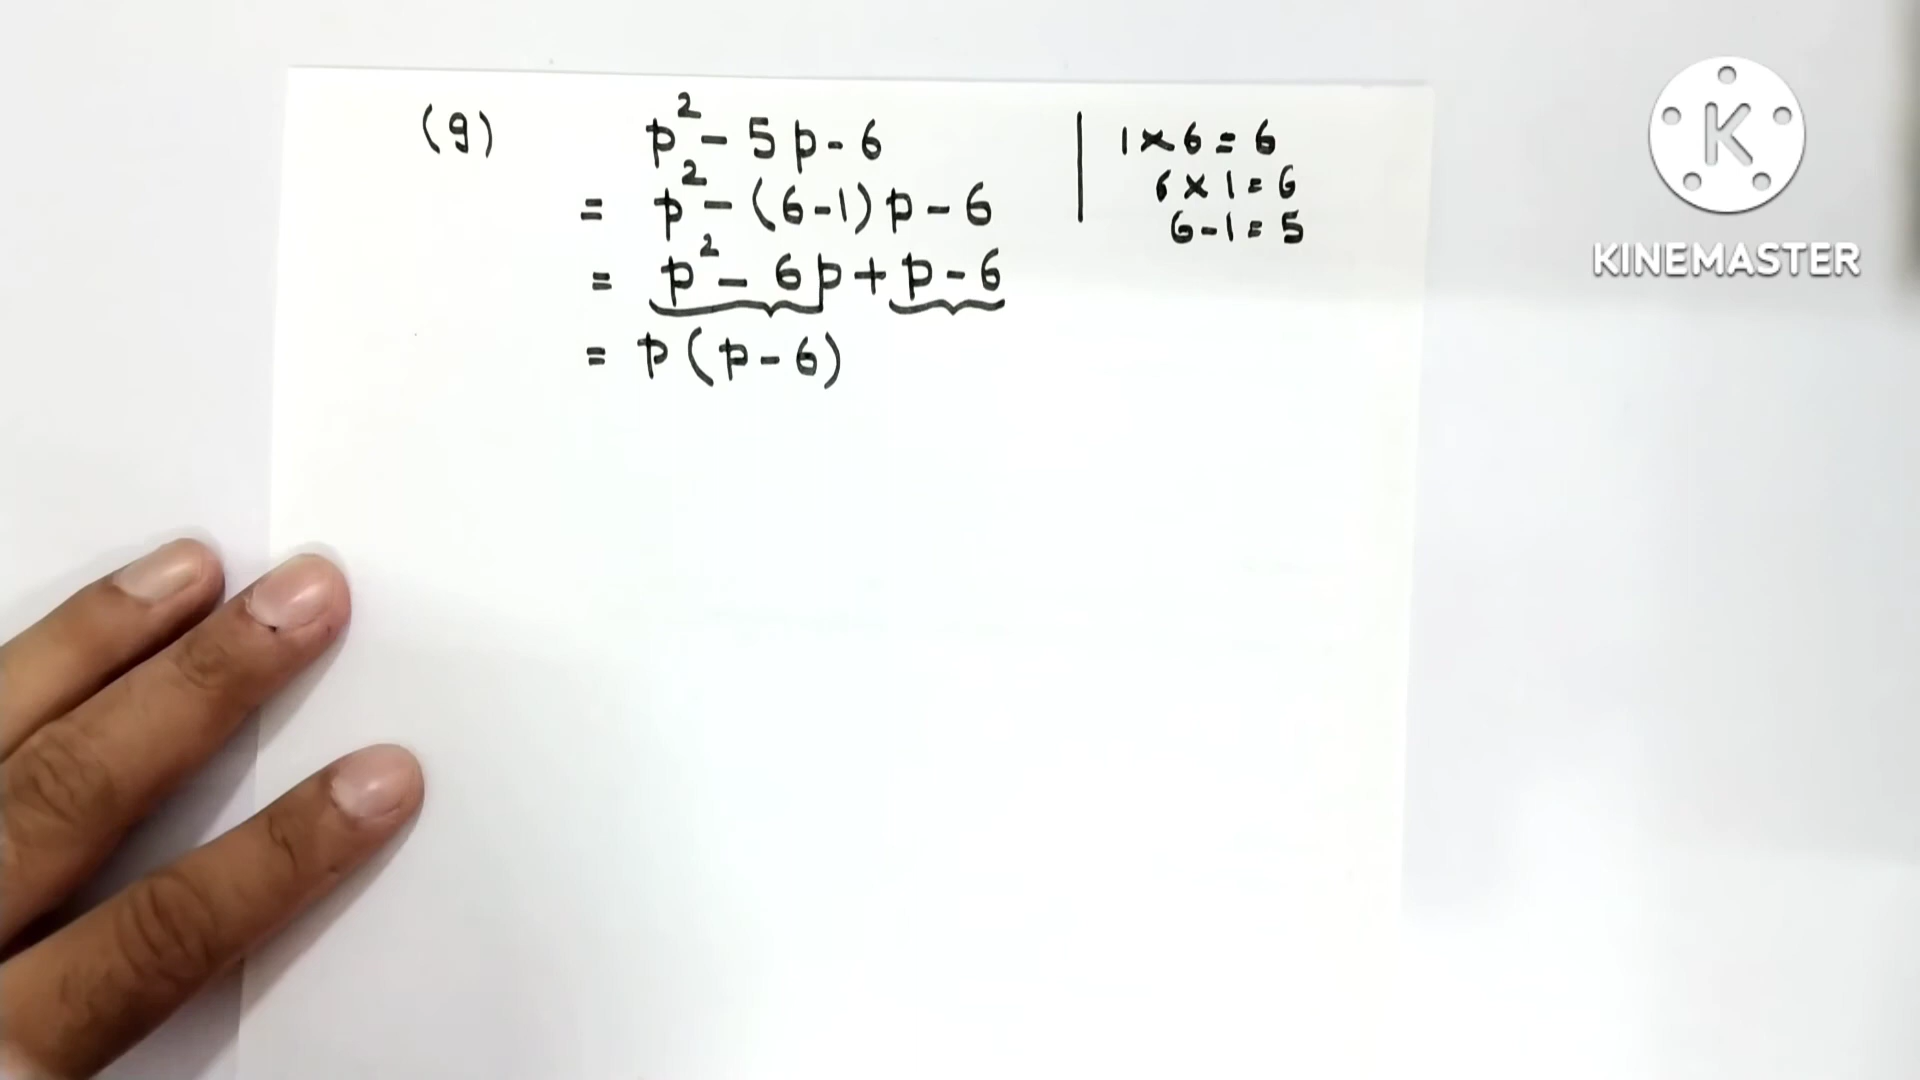 (9) p² - 5p - 6
= p² - (6-1)p - 6
= p² - 6p + p - 6
= p(p-6)
1 × 6 = 6
6 × 1 = 6
6 - 1 = 5
K
KINEMASTER